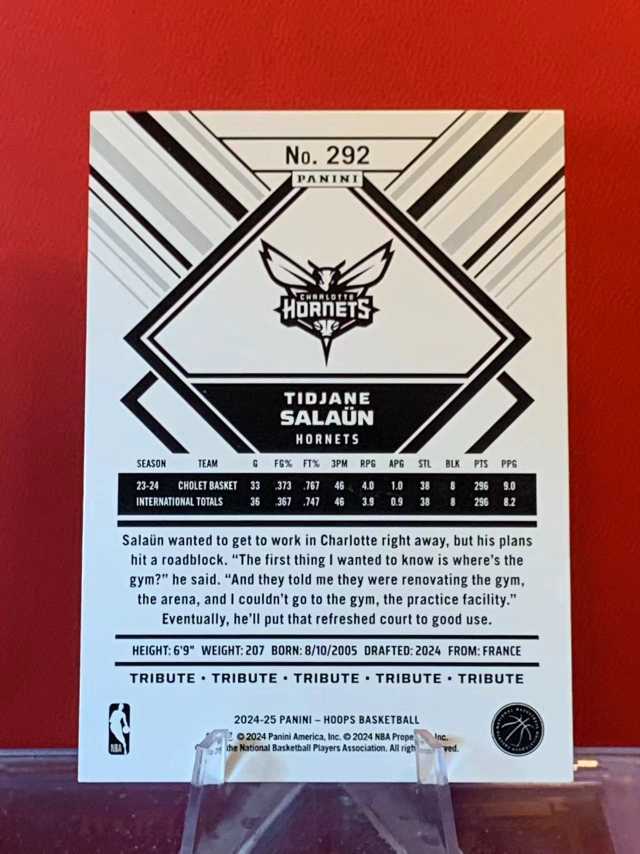 No. 292
PANINI
CHARLOTTE
HORNETS
TIDJANE
SALAÜN
HORNETS
SEASON TEAM G FG% FT% 3PM RPG APG STL BLK PTS PPG
23-24 CHOLET BASKET 33 .373 .767 46 4.0 1.0 38 8 296 9.0
INTERNATIONAL TOTALS 36 .367 .747 46 3.9 0.9 38 8 296 8.2
Salaün wanted to get to work in Charlotte right away, but his plans
hit a roadblock. “The first thing I wanted to know is where’s the
gym?” he said. “And they told me they were renovating the gym,
the arena, and I couldn’t go to the gym, the practice facility.”
Eventually, he’ll put that refreshed court to good use.
HEIGHT: 6'9" WEIGHT: 207 BORN: 8/10/2005 DRAFTED: 2024 FROM: FRANCE
TRIBUTE • TRIBUTE • TRIBUTE • TRIBUTE • TRIBUTE
2024-25 PANINI – HOOPS BASKETBALL
© 2024 Panini America, Inc. © 2024 NBA Inc.
the National Basketball Players Association. All
NBA